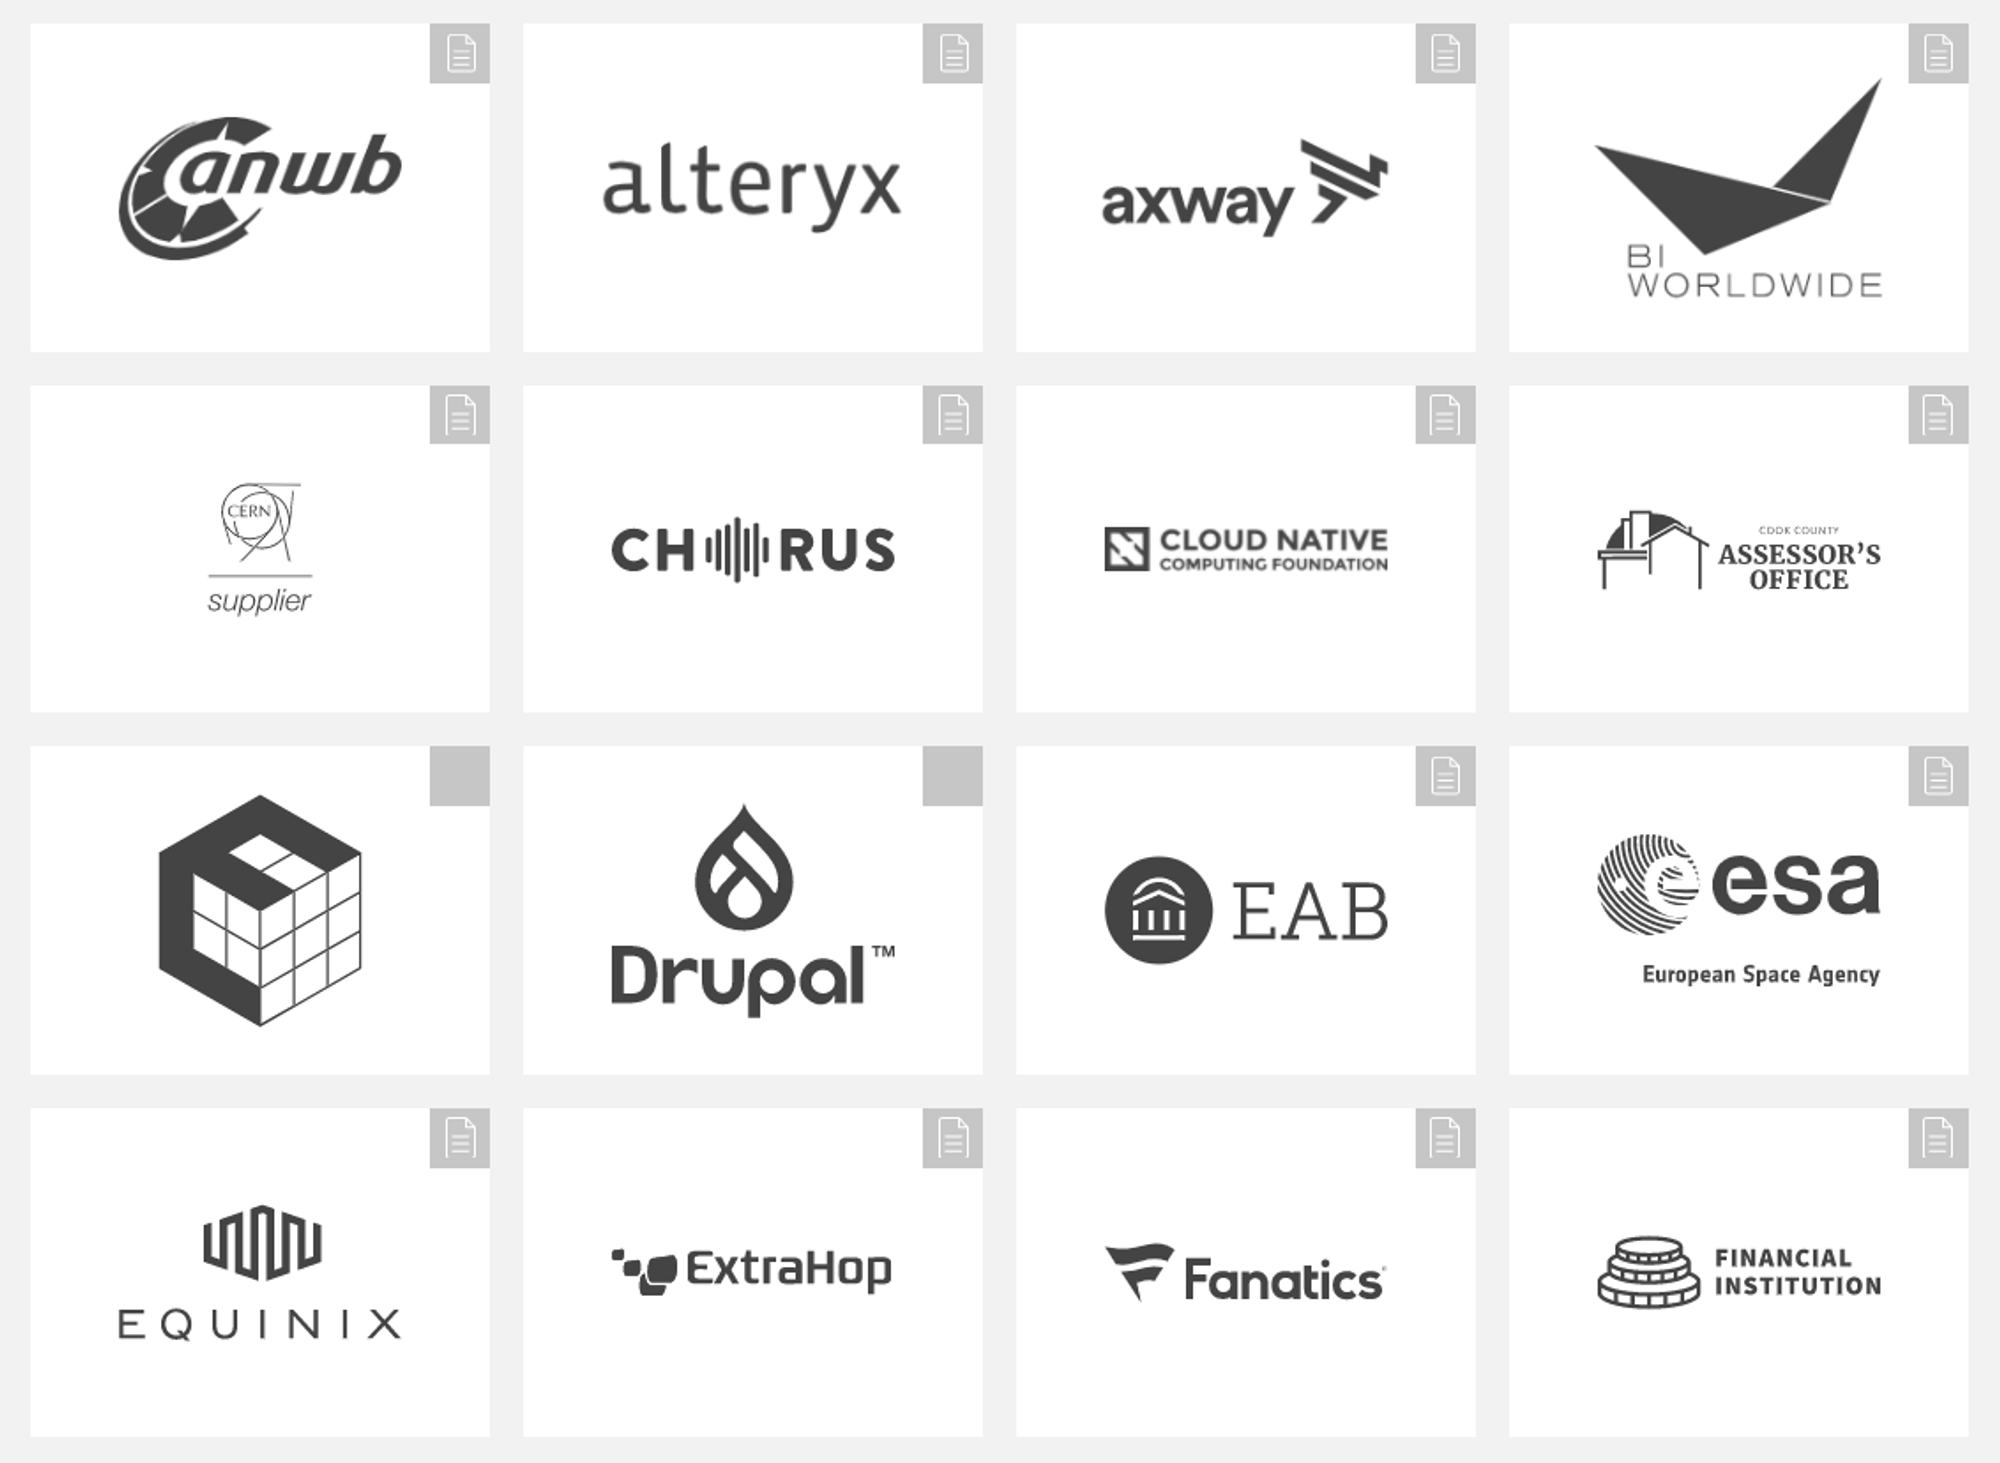 anwb
alteryx
axway
BI
WORLDWIDE
CERN
supplier
CH RUS
CLOUD NATIVE
COMPUTING FOUNDATION
COOK COUNTY
ASSESSOR'S
OFFICE
Drupal™
EAB
esa
European Space Agency
EQUINIX
ExtraHop
Fanatics
FINANCIAL
INSTITUTION